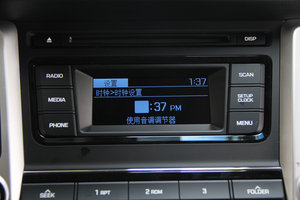 DISP
RADIO
MEDIA
PHONE
设置 1:37
时钟>时钟设置
:37 PM
使用音调调节器
SCAN
SETUP
CLOCK
MENU
SEEK
1 RPT
2 RDM
3
FOLDER